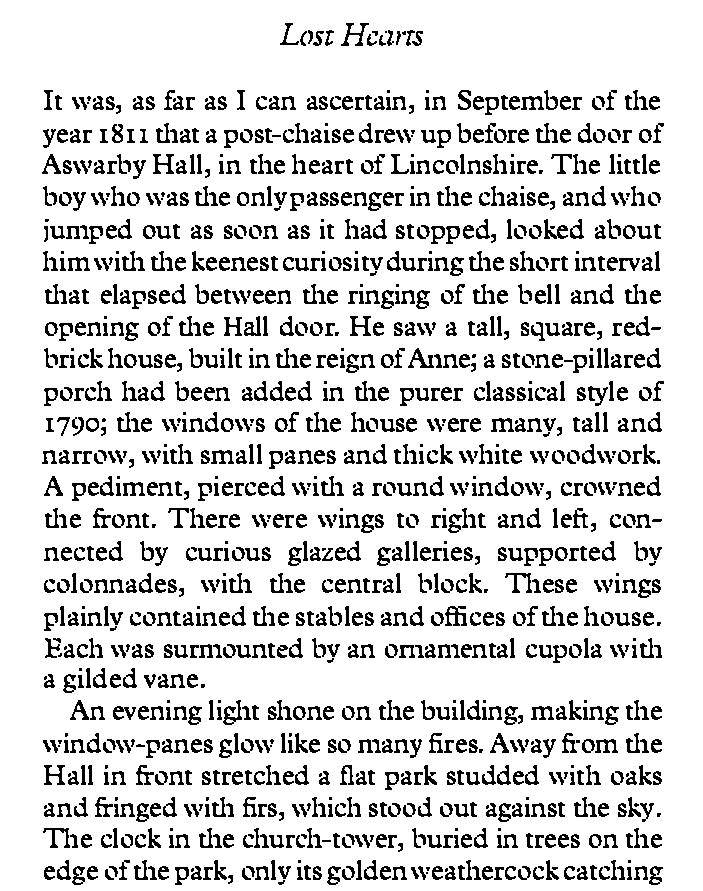 Lost Hearts
It was, as far as I can ascertain, in September of the
year 1811 that a post-chaise drew up before the door of
Aswarby Hall, in the heart of Lincolnshire. The little
boy who was the only passenger in the chaise, and who
jumped out as soon as it had stopped, looked about
him with the keenest curiosity during the short interval
that elapsed between the ringing of the bell and the
opening of the Hall door. He saw a tall, square, red-
brick house, built in the reign of Anne; a stone-pillared
porch had been added in the purer classical style of
1790; the windows of the house were many, tall and
narrow, with small panes and thick white woodwork.
A pediment, pierced with a round window, crowned
the front. There were wings to right and left, con-
nected by curious glazed galleries, supported by
colonnades, with the central block. These wings
plainly contained the stables and offices of the house.
Each was surmounted by an ornamental cupola with
a gilded vane.
An evening light shone on the building, making the
window-panes glow like so many fires. Away from the
Hall in front stretched a flat park studded with oaks
and fringed with firs, which stood out against the sky.
The clock in the church-tower, buried in trees on the
edge of the park, only its golden weathercock catching